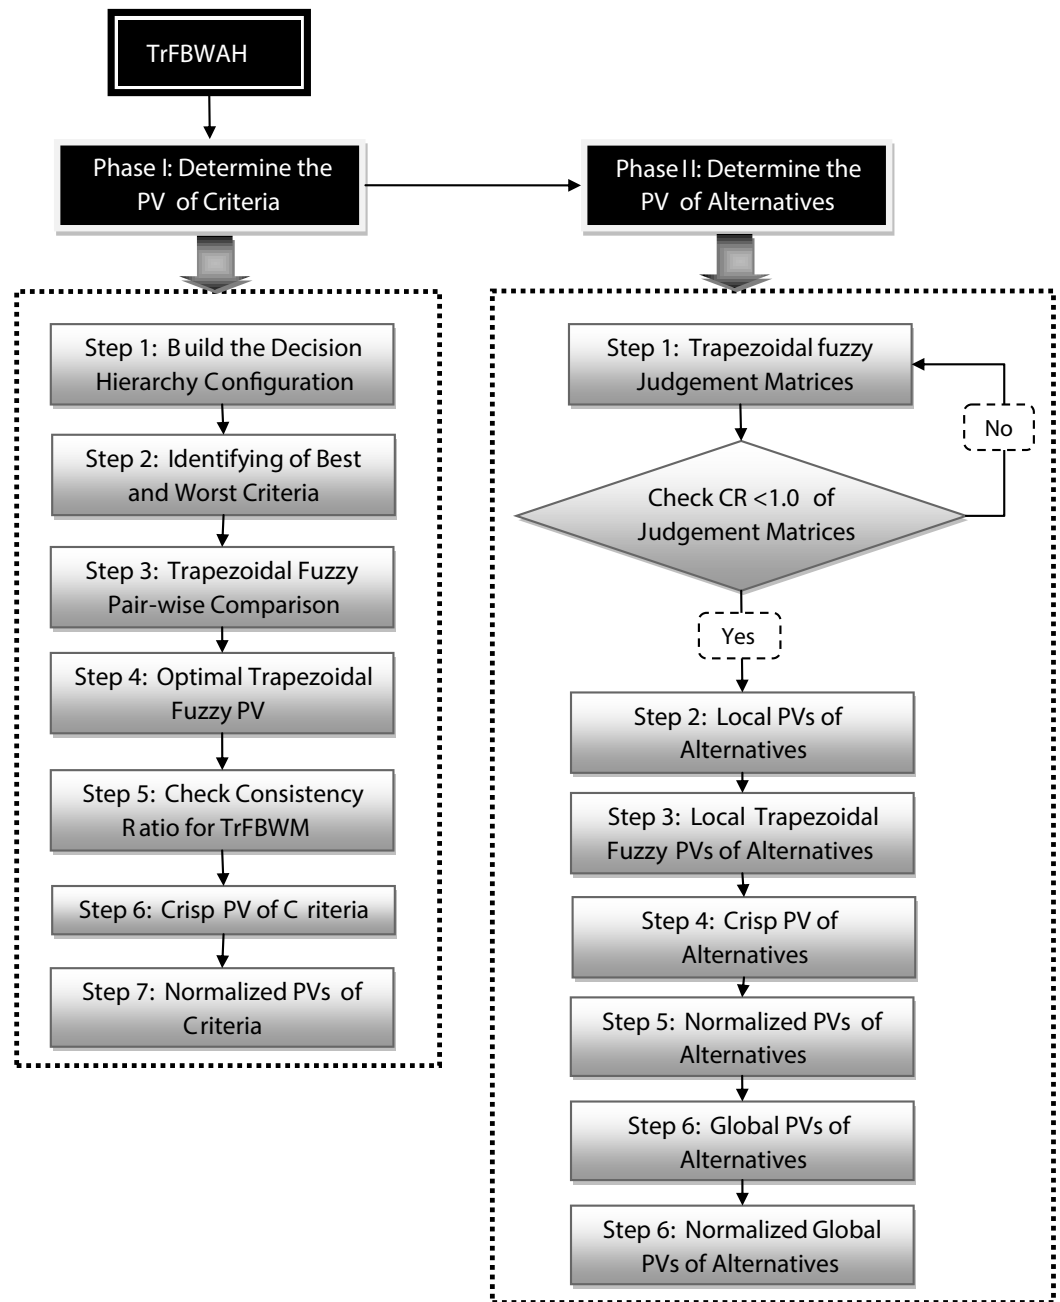 TrFBWAH
Phase I: Determine the
PV of Criteria
Phase II: Determine the
PV of Alternatives
Step 1: Build the Decision
Hierarchy Configuration
Step 2: Identifying of Best
and Worst Criteria
Step 3: Trapezoidal Fuzzy
Pair-wise Comparison
Step 4: Optimal Trapezoidal
Fuzzy PV
Step 5: Check Consistency
Ratio for TrFBWM
Step 6: Crisp PV of Criteria
Step 7: Normalized PVs of
Criteria
Step 1: Trapezoidal fuzzy
Judgement Matrices
No
Check CR <1.0 of
Judgement Matrices
Yes
Step 2: Local PVs of
Alternatives
Step 3: Local Trapezoidal
Fuzzy PVs of Alternatives
Step 4: Crisp PV of
Alternatives
Step 5: Normalized PVs of
Alternatives
Step 6: Global PVs of
Alternatives
Step 6: Normalized Global
PVs of Alternatives